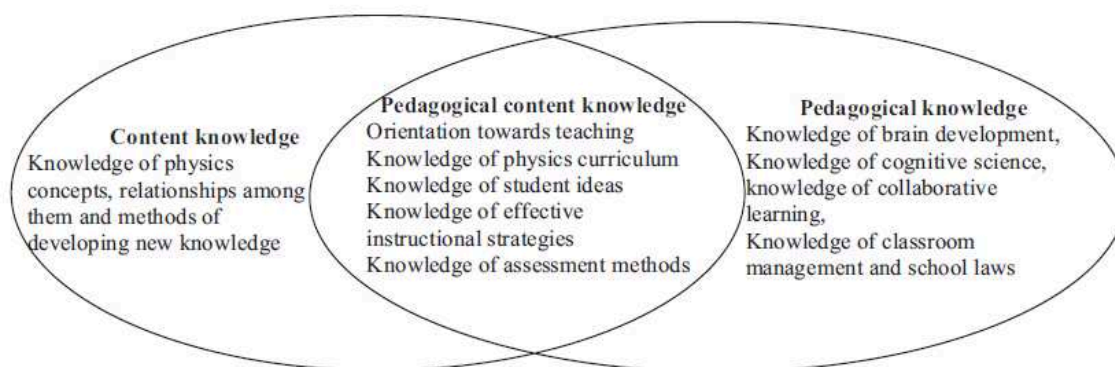 Content knowledge
Knowledge of physics
concepts, relationships among
them and methods of
developing new knowledge
Pedagogical content knowledge
Orientation towards teaching
Knowledge of physics curriculum
Knowledge of student ideas
Knowledge of effective
instructional strategies
Knowledge of assessment methods
Pedagogical knowledge
Knowledge of brain development,
Knowledge of cognitive science,
knowledge of collaborative
learning,
Knowledge of classroom
management and school laws